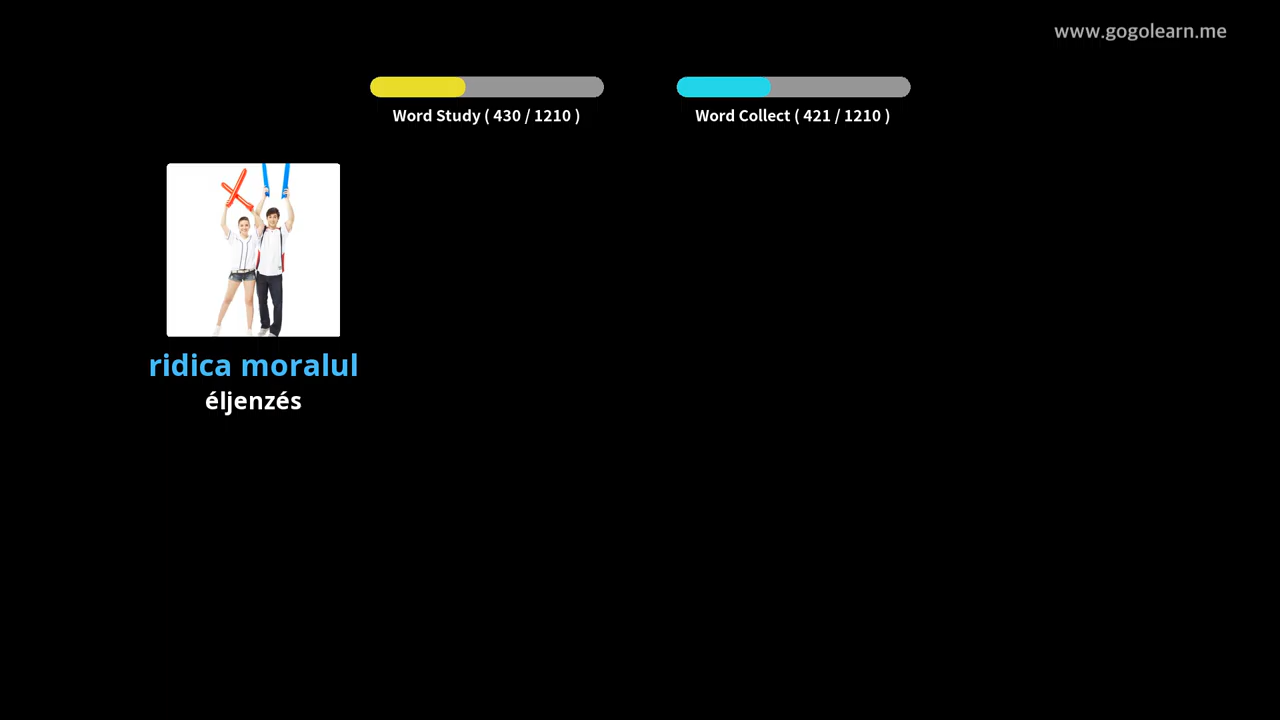 www.gogolearn.me
Word Study ( 430 / 1210 )
Word Collect ( 421 / 1210 )
ridica moralul
éljenzés